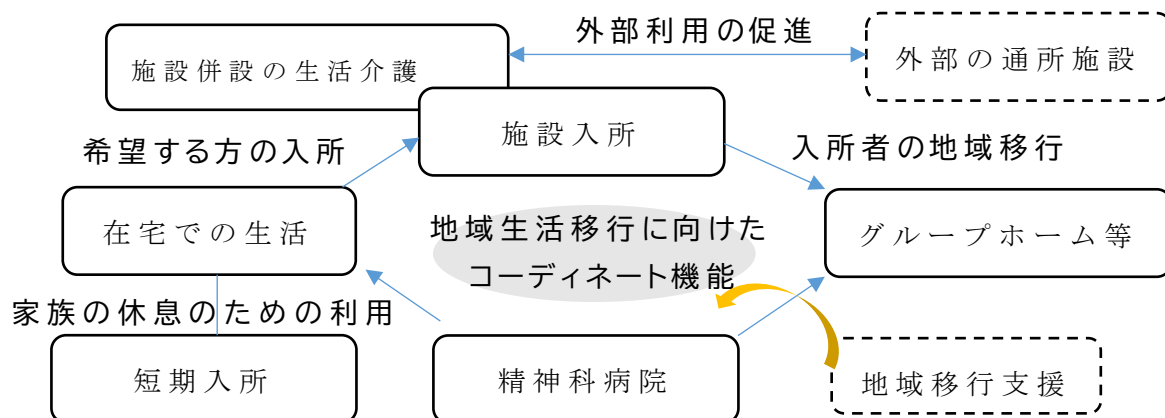 外部利用の促進
施設併設の生活介護
外部の通所施設
施設入所
希望する方の入所
入所者の地域移行
在宅での生活
地域生活移行に向けた
コーディネート機能
グループホーム等
家族の休息のための利用
短期入所
精神科病院
地域移行支援